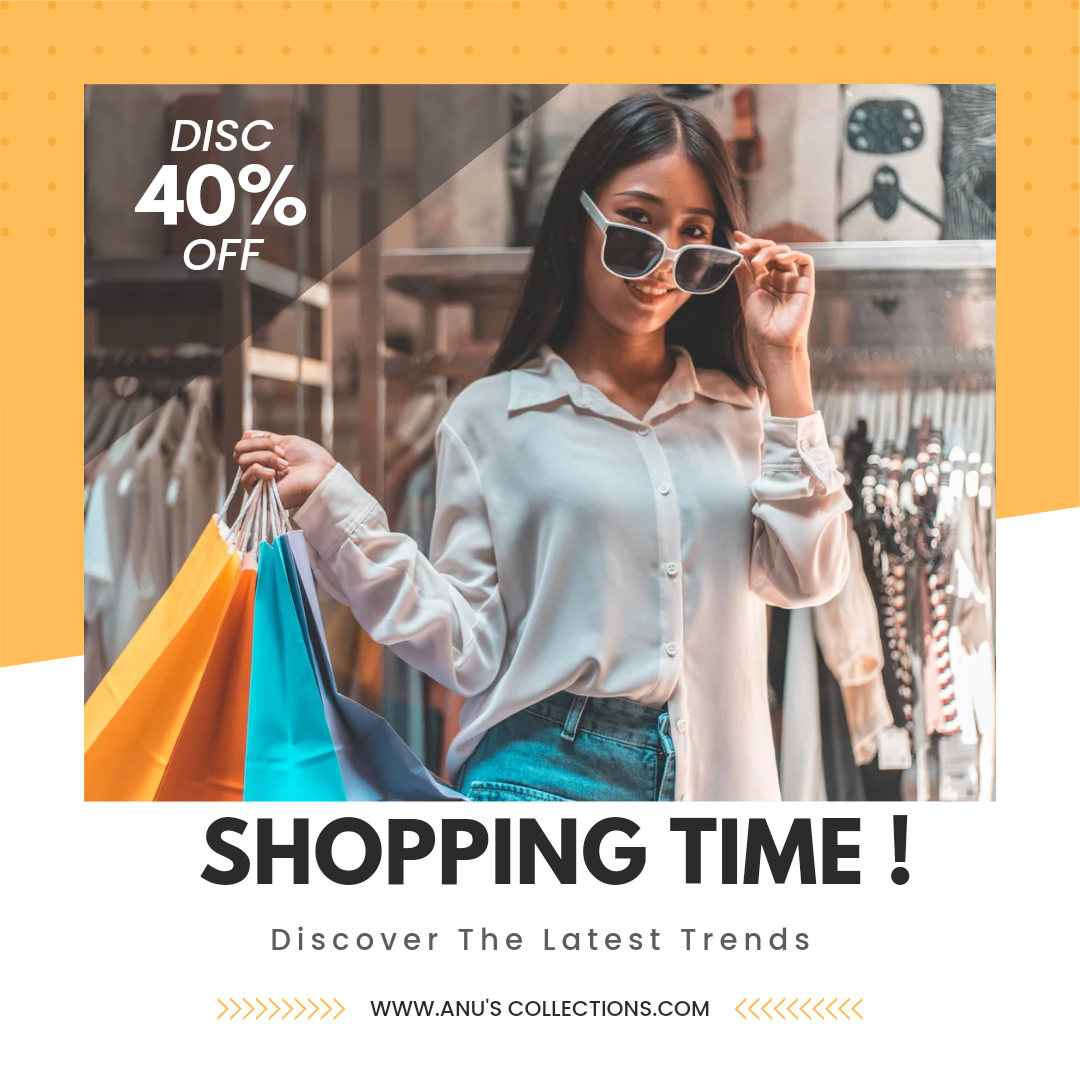 DISC
40%
OFF
SHOPPING TIME !
Discover The Latest Trends
WWW.ANU'S COLLECTIONS.COM